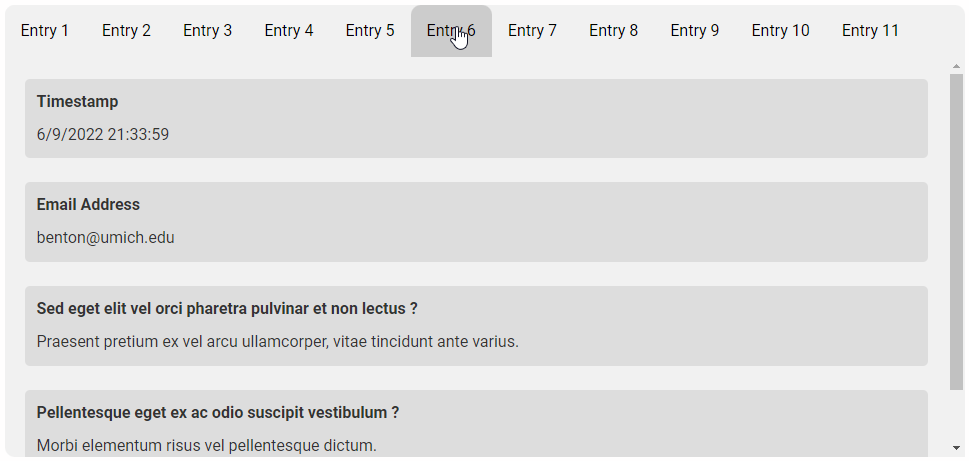 Entry 1 Entry 2 Entry 3 Entry 4 Entry 5 Entry 6 Entry 7 Entry 8 Entry 9 Entry 10 Entry 11
Timestamp
6/9/2022 21:33:59
Email Address
benton@umich.edu
Sed eget elit vel orci pharetra pulvinar et non lectus ?
Praesent pretium ex vel arcu ullamcorper, vitae tincidunt ante varius.
Pellentesque eget ex ac odio suscipit vestibulum ?
Morbi elementum risus vel pellentesque dictum.